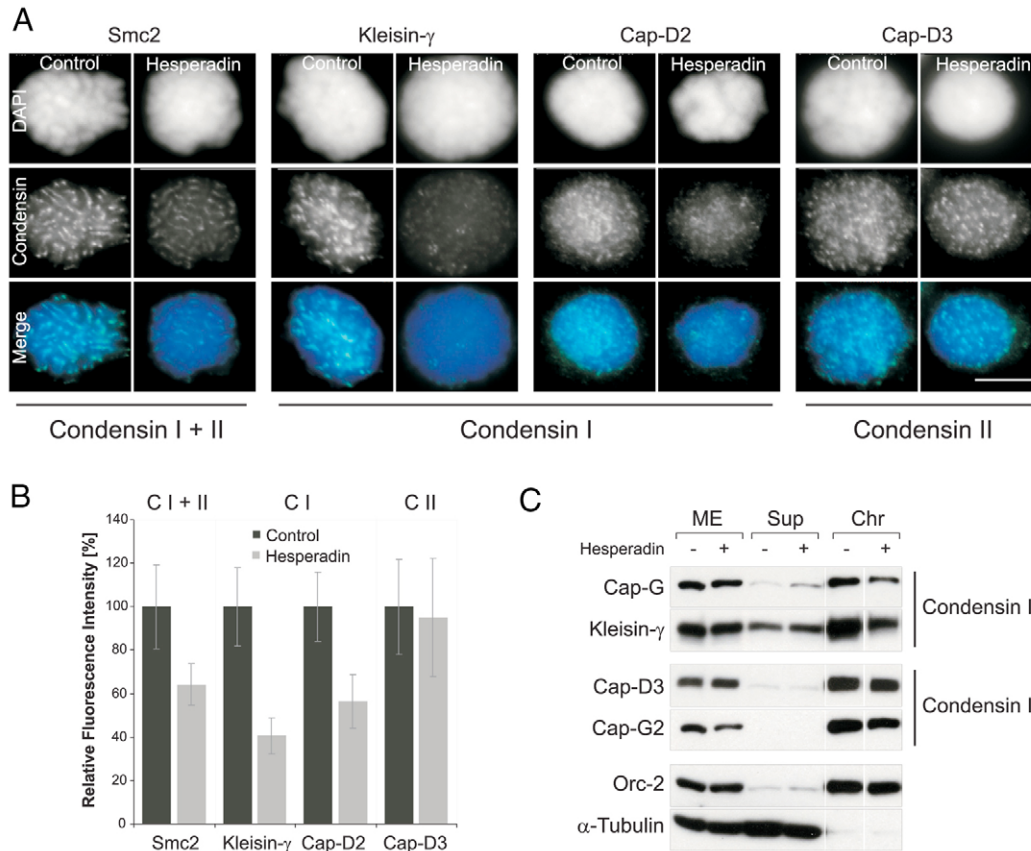 A
Smc2 Kleisin-γ Cap-D2 Cap-D3
Control Hesperadin Control Hesperadin Control Hesperadin Control Hesperadin
DAPI
Condensin
Merge
Condensin I + II Condensin I Condensin II
B
C I + II C I C II
Relative Fluorescence Intensity [%]
140
120
100
80
60
40
20
0
Control
Hesperadin
Smc2 Kleisin-γ Cap-D2 Cap-D3
C
ME Sup Chr
Hesperadin - + - + - +
Cap-G
Kleisin-γ
Condensin I
Cap-D3
Cap-G2
Condensin I
Orc-2
α-Tubulin